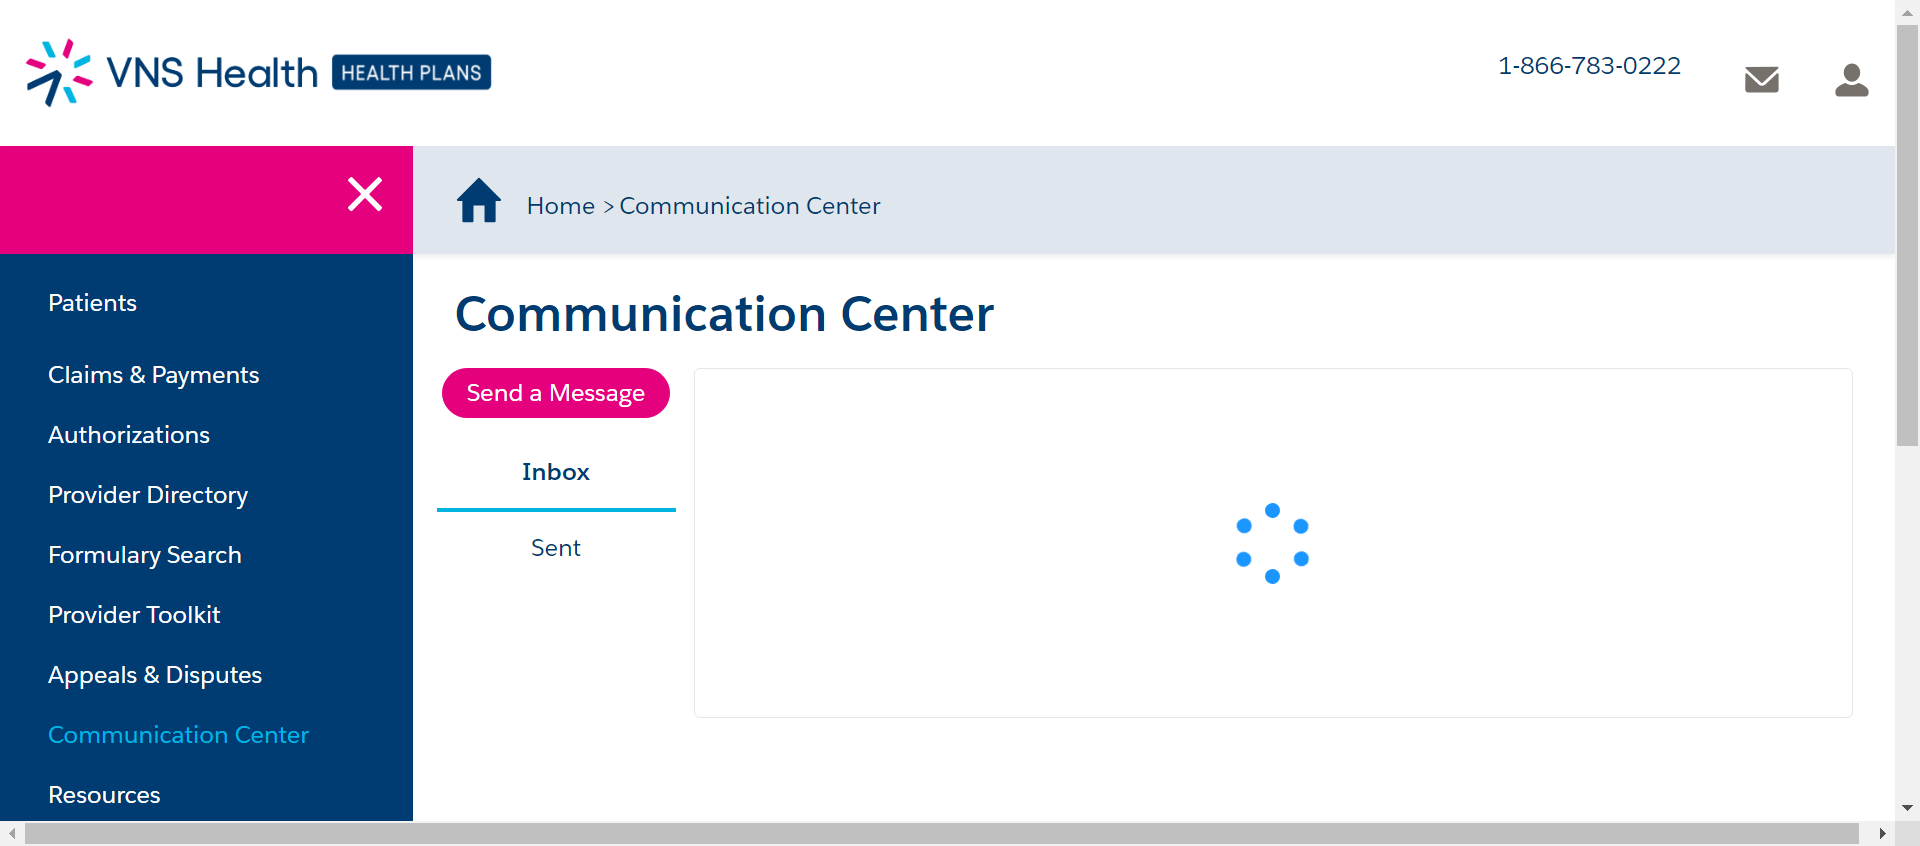 VNS Health HEALTH PLANS
1-866-783-0222
Home > Communication Center
Patients
Claims & Payments
Authorizations
Provider Directory
Formulary Search
Provider Toolkit
Appeals & Disputes
Communication Center
Resources
Communication Center
Send a Message
Inbox
Sent